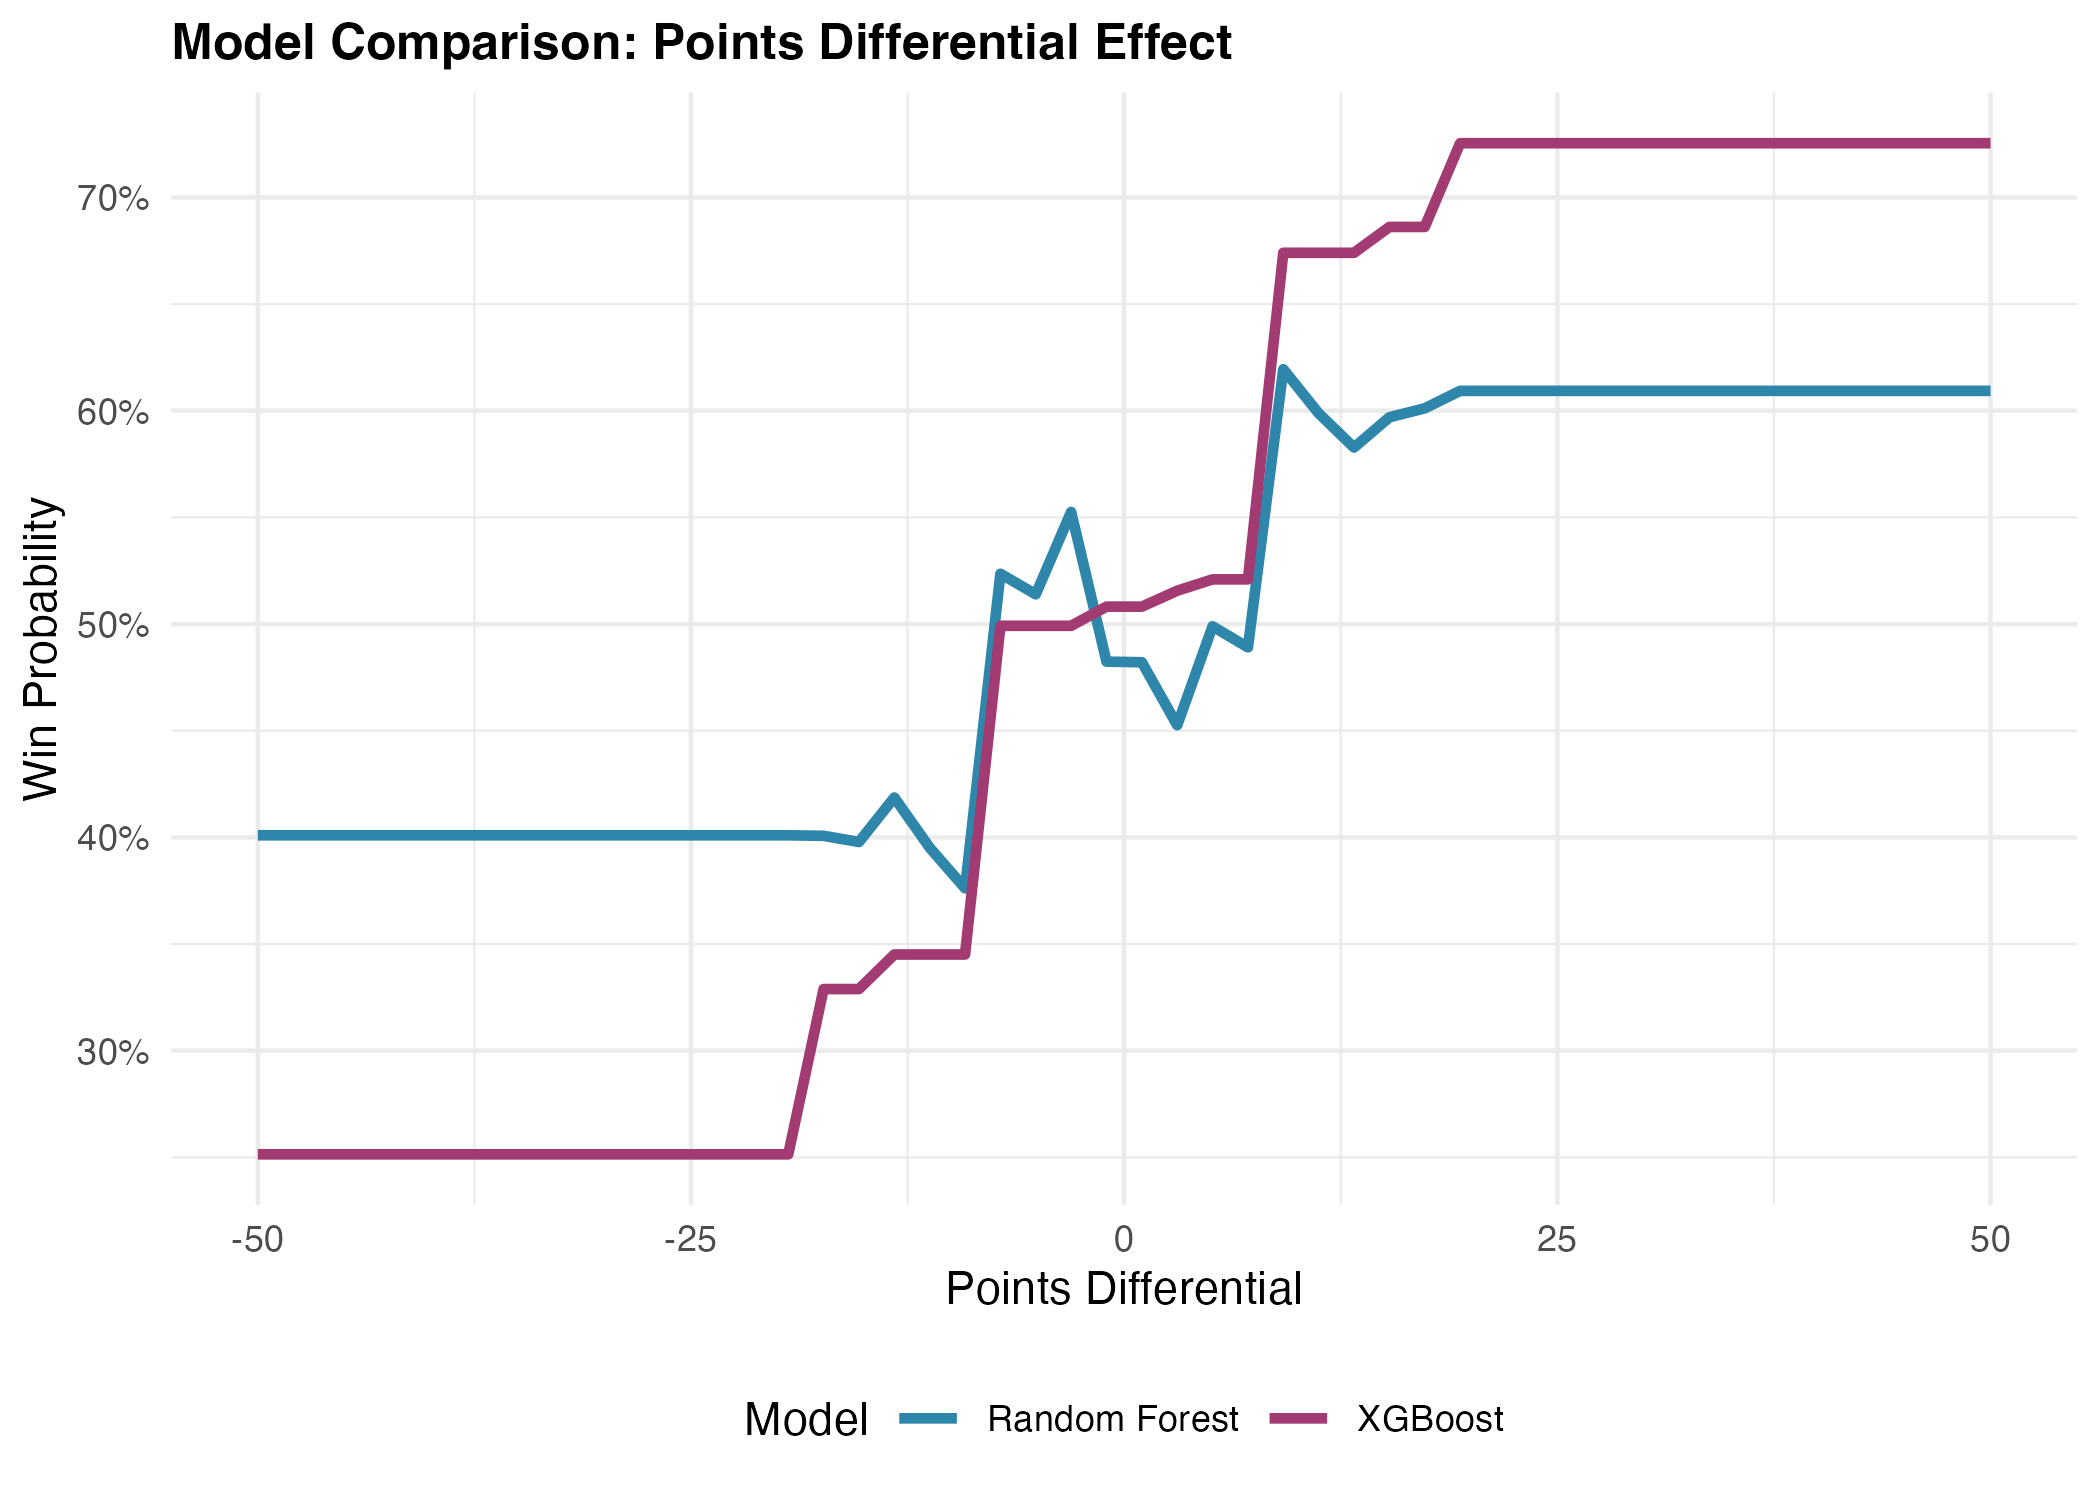 Model Comparison: Points Differential Effect
Win Probability
70%
60%
50%
40%
30%
-50 -25 0 25 50
Points Differential
Model Random Forest XGBoost